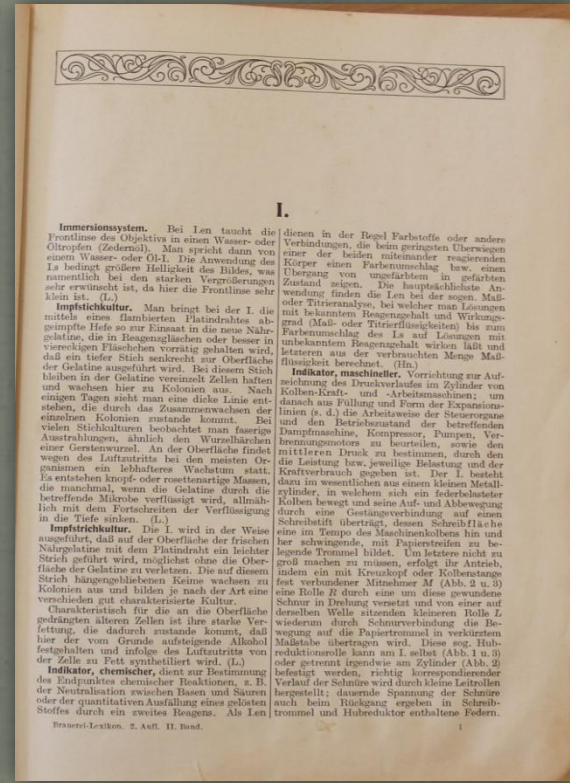 I.
Immersionssystem. Bei I.en taucht die
Frontlinse des Objektivs in einen Wasser- oder
Öltropfen (Zedernöl). Man spricht dann von
einem Wasser- oder Öl-I. Die Anwendung des
I.s bedingt größere Helligkeit des Bildes, was
namentlich bei den starken Vergrößerungen
sehr erwünscht ist, da hier die Frontlinse sehr
klein ist. (L.)
Impfstichkultur. Man bringt bei der I. die
mittels eines flambierten Platindrahtes ab-
geimpfte Hefe so zur Einsaat in die neue Nähr-
gelatine, die in Reagenzgläschen oder besser in
viereckigen Fläschchen vorrätig gehalten wird,
daß ein tiefer Stich senkrecht zur Oberfläche
der Gelatine ausgeführt wird. Bei diesem Stich
bleiben in der Gelatine vereinzelt Zellen haften
und wachsen hier zu Kolonien aus. Nach
einigen Tagen sieht man eine dicke Linie ent-
stehen, die durch das Zusammenwachsen der
einzelnen Kolonien zustande kommt. Bei
vielen Stichkulturen beobachtet man faserige
Ausstrahlungen, ähnlich den Wurzelhärchen
einer Gerstenwurzel. An der Oberfläche findet
wegen des Luftzutritts bei den meisten Or-
ganismen ein lebhafteres Wachstum statt.
Es entstehen knopf- oder rosettenartige Massen,
die manchmal, wenn die Gelatine durch die
betreffende Mikrobe verflüssigt wird, allmäh-
lich mit dem Fortschreiten der Verflüssigung
in die Tiefe sinken. (L.)
Impfstrichkultur. Die I. wird in der Weise
ausgeführt, daß auf der Oberfläche der frischen
Nährgelatine mit dem Platindraht ein leichter
Strich geführt wird, möglichst ohne die Ober-
fläche der Gelatine zu verletzen. Die auf diesem
Strich hängengebliebenen Keime wachsen zu
Kolonien aus und bilden je nach der Art eine
verschieden gut charakterisierte Kultur.
Charakteristisch für die an die Oberfläche
gedrängten älteren Zellen ist ihre starke Ver-
fettung, die dadurch zustande kommt, daß
hier der vom Grunde aufsteigende Alkohol
festgehalten und infolge des Luftzutritts von
der Zelle zu Fett synthetiliert wird. (L.)
Indikator, chemischer, dient zur Bestimmung
des Endpunktes chemischer Reaktionen, z. B.
der Neutralisation zwischen Basen und Säuren
oder der quantitativen Ausfällung eines gelösten
Stoffes durch ein zweites Reagens. Als I.en
dienen in der Regel Farbstoffe oder andere
Verbindungen, die beim geringsten Überwiegen
einer der beiden miteinander reagierenden
Körper einen Farbenumschlag bzw. einen
Übergang von ungefärbtem in gefärbten
Zustand zeigen. Die hauptsächlichste An-
wendung finden die I.en bei der sogen. Maß-
oder Titrieranalyse, bei welcher man Lösungen
mit bekanntem Reagenzgehalt und Wirkungs-
grad (Maß- oder Titrierflüssigkeiten) bis zum
Farbenumschlag des I.s auf Lösungen mit
unbekanntem Reagenzgehalt wirken läßt und
letzteren aus der verbrauchten Menge Maß-
flüssigkeit berechnet. (Hn.)
Indikator, maschineller. Vorrichtung zur Auf-
zeichnung des Druckverlaufes im Zylinder von
Kolben-Kraft- und -Arbeitsmaschinen; um
danach aus Füllung und Form der Expansions-
linien (s. d.) die Arbeitsweise der Steuerorgane
und den Betriebszustand der betreffenden
Dampfmaschine, Kompressor, Pumpen, Ver-
brennungsmotors zu beurteilen, sowie den
mittleren Druck zu bestimmen, durch den
die Leistung bzw. jeweilige Belastung und der
Kraftverbrauch gegeben ist. Der I. besteht
dazu im wesentlichen aus einem kleinen Metall-
zylinder, in welchem sich ein federbelasteter
Kolben bewegt und seine Auf- und Abbewegung
durch eine Gestängeverbindung auf einen
Schreibstift überträgt, dessen Schreibfläche
eine im Tempo des Maschinenkolbens hin und
her schwingende, mit Papierstreifen zu be-
legende Trommel bildet. Um letztere nicht zu
groß machen zu müssen, erfolgt ihr Antrieb,
indem ein mit Kreuzkopf oder Kolbenstange
fest verbundener Mitnehmer M (Abb. 2 u. 3)
eine Rolle R durch eine um diese gewundene
Schnur in Drehung versetzt und von einer auf
derselben Welle sitzenden kleineren Rolle L
wiederum durch Schnurverbindung die Be-
wegung auf die Papiertrommel in verkürztem
Maßstabe übertragen wird. Diese sog. Hub-
reduktionsrolle kann am I. selbst (Abb. 1)
oder getrennt irgendwie am Zylinder (Abb. 2)
befestigt werden, richtig korrespondierender
Verlauf der Schnüre wird durch kleine Leitrollen
hergestellt; dauernde Spannung der Schnüre
auch beim Rückgang ergeben in Schreib-
trommel und Hubreduktor enthaltene Federn.
Brauerei-Lexikon. 2. Aufl. II. Band.
1